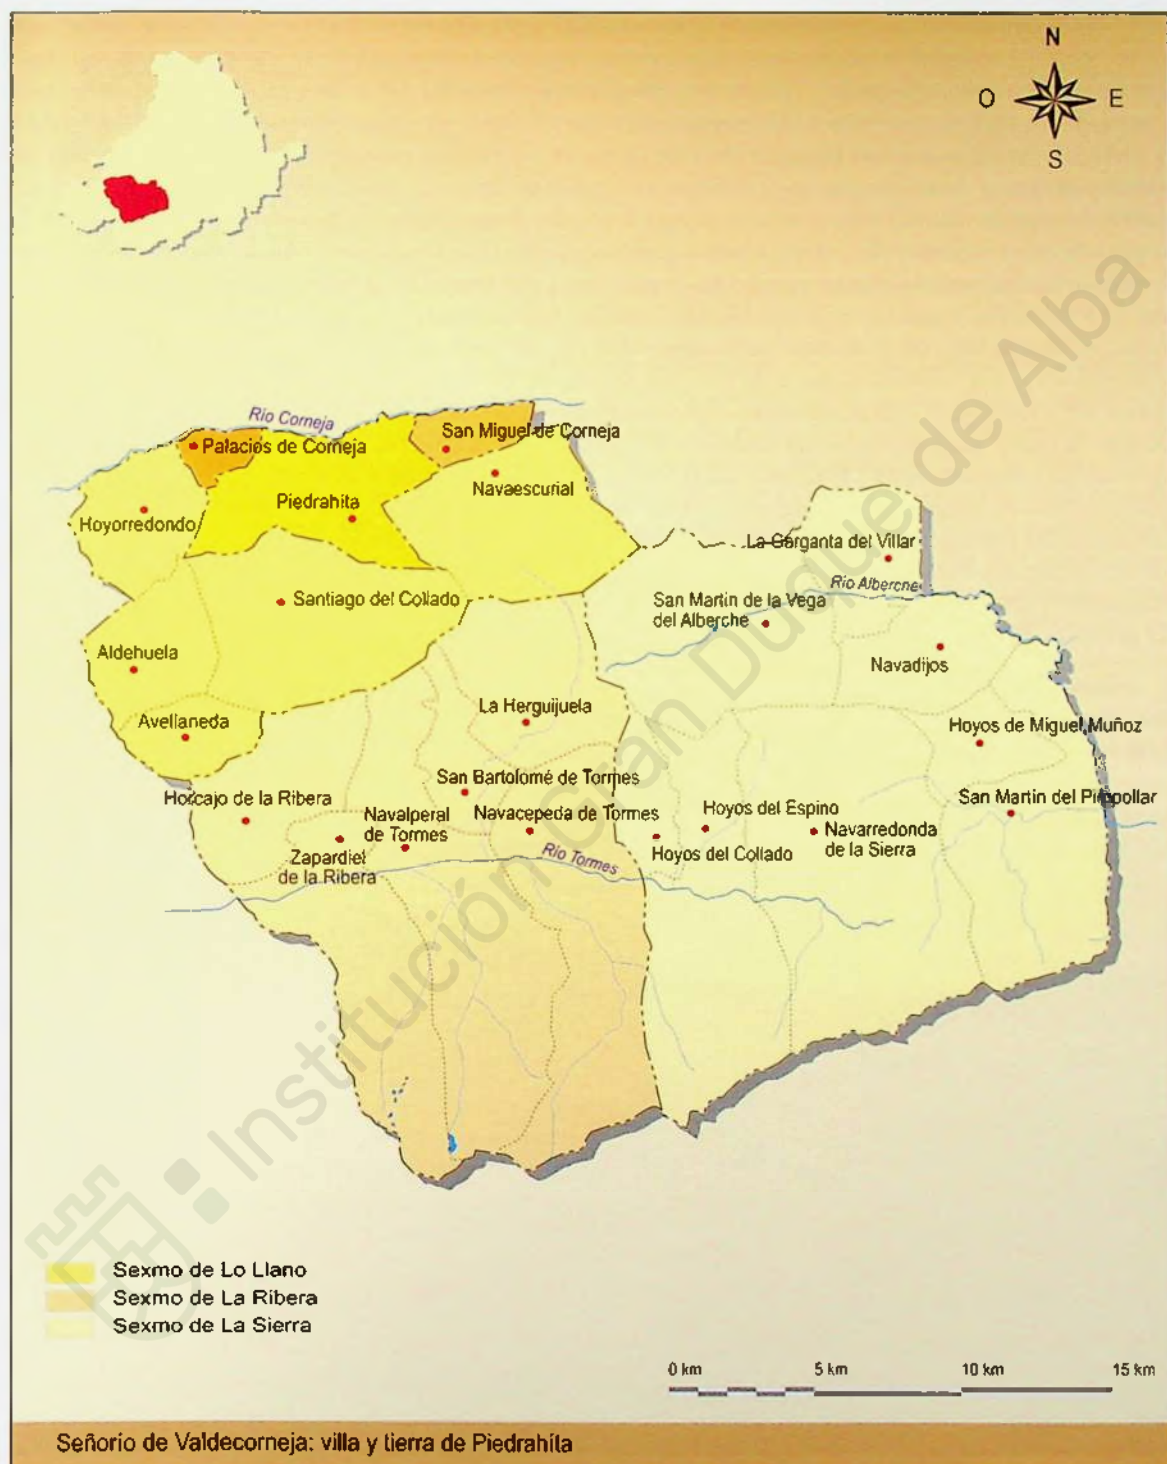 N
O E
S
Río Corneja
Palacios de Corneja
San Miguel de Corneja
Navaescurial
Piedrahita
Hoyorredondo
La Garganta del Villar
Río Alberche
Santiago del Collado
San Martin de la Vega
del Alberche
Aldehuela
Navadijos
Avellaneda
La Herguijuela
Hoyos de Miguel Muñoz
San Bartolomé de Tormes
Horcajo de la Ribera
Navalperal
de Tormes
Navacepeda de Tormes
Hoyos del Espino
San Martin del Pimpollar
Zapardiel
de la Ribera
Río Tormes
Hoyos del Collado
Navarredonda
de la Sierra
Institución Gran Duque de Alba
Sexmo de Lo Llano
Sexmo de La Ribera
Sexmo de La Sierra
0 km 5 km 10 km 15 km
Señorio de Valdecorneja: villa y tierra de Piedrahíta